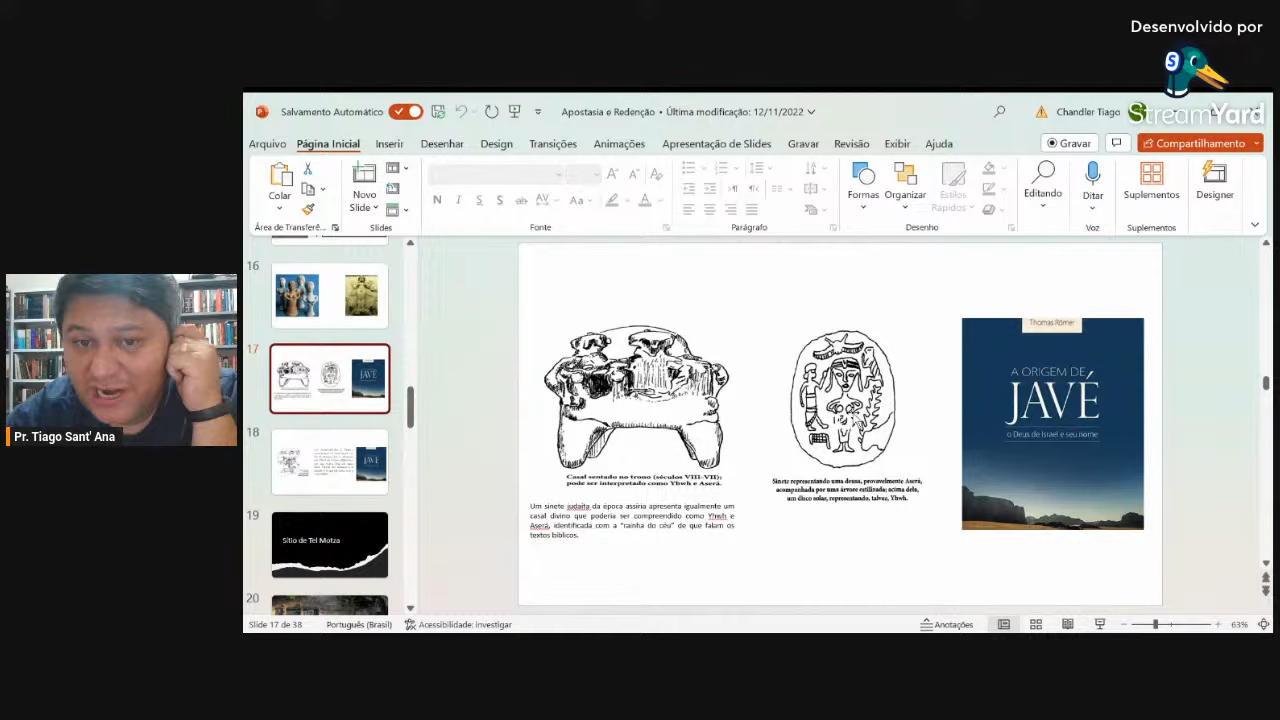 Desenvolvido por
S
StreamYard
Salvamento Automático
Apostasia e Redenção • Última modificação: 12/11/2022
Chandler Tiago
Arquivo Página Inicial Inserir Desenhar Design Transições Animações Apresentação de Slides Gravar Revisão Exibir Ajuda
Gravar
Compartilhamento
Colar
Novo
Slide
N I S S ab AV Aa A
Formas
Organizar
Estilos
Rápidos
Editando
Ditar
Suplementos
Designer
Área de Transferê...
Slides
Fonte
Parágrafo
Desenho
Voz
Suplementos
16
17
JAVÉ
18
19
Sítio de Tel Motza
20
Casal sentado no trono (séculos VIII-VII);
pode ser interpretado como Yhwh e Aserá.
Um sinete judaíta da época assíria apresenta igualmente um
casal divino que poderia ser compreendido como Yhwh e
Aserá, identificada com a "rainha do céu" de que falam os
textos bíblicos.
Sinete representando uma deusa, provavelmente Aserá,
acompanhada por uma árvore estilizada; acima dela,
um disco solar, representando, talvez, Yhwh.
Thomas Römer
A ORIGEM DE
JAVÉ
o Deus de Israel e seu nome
Pr. Tiago Sant' Ana
Slide 17 de 38
Português (Brasil)
Acessibilidade: investigar
Anotações
63%